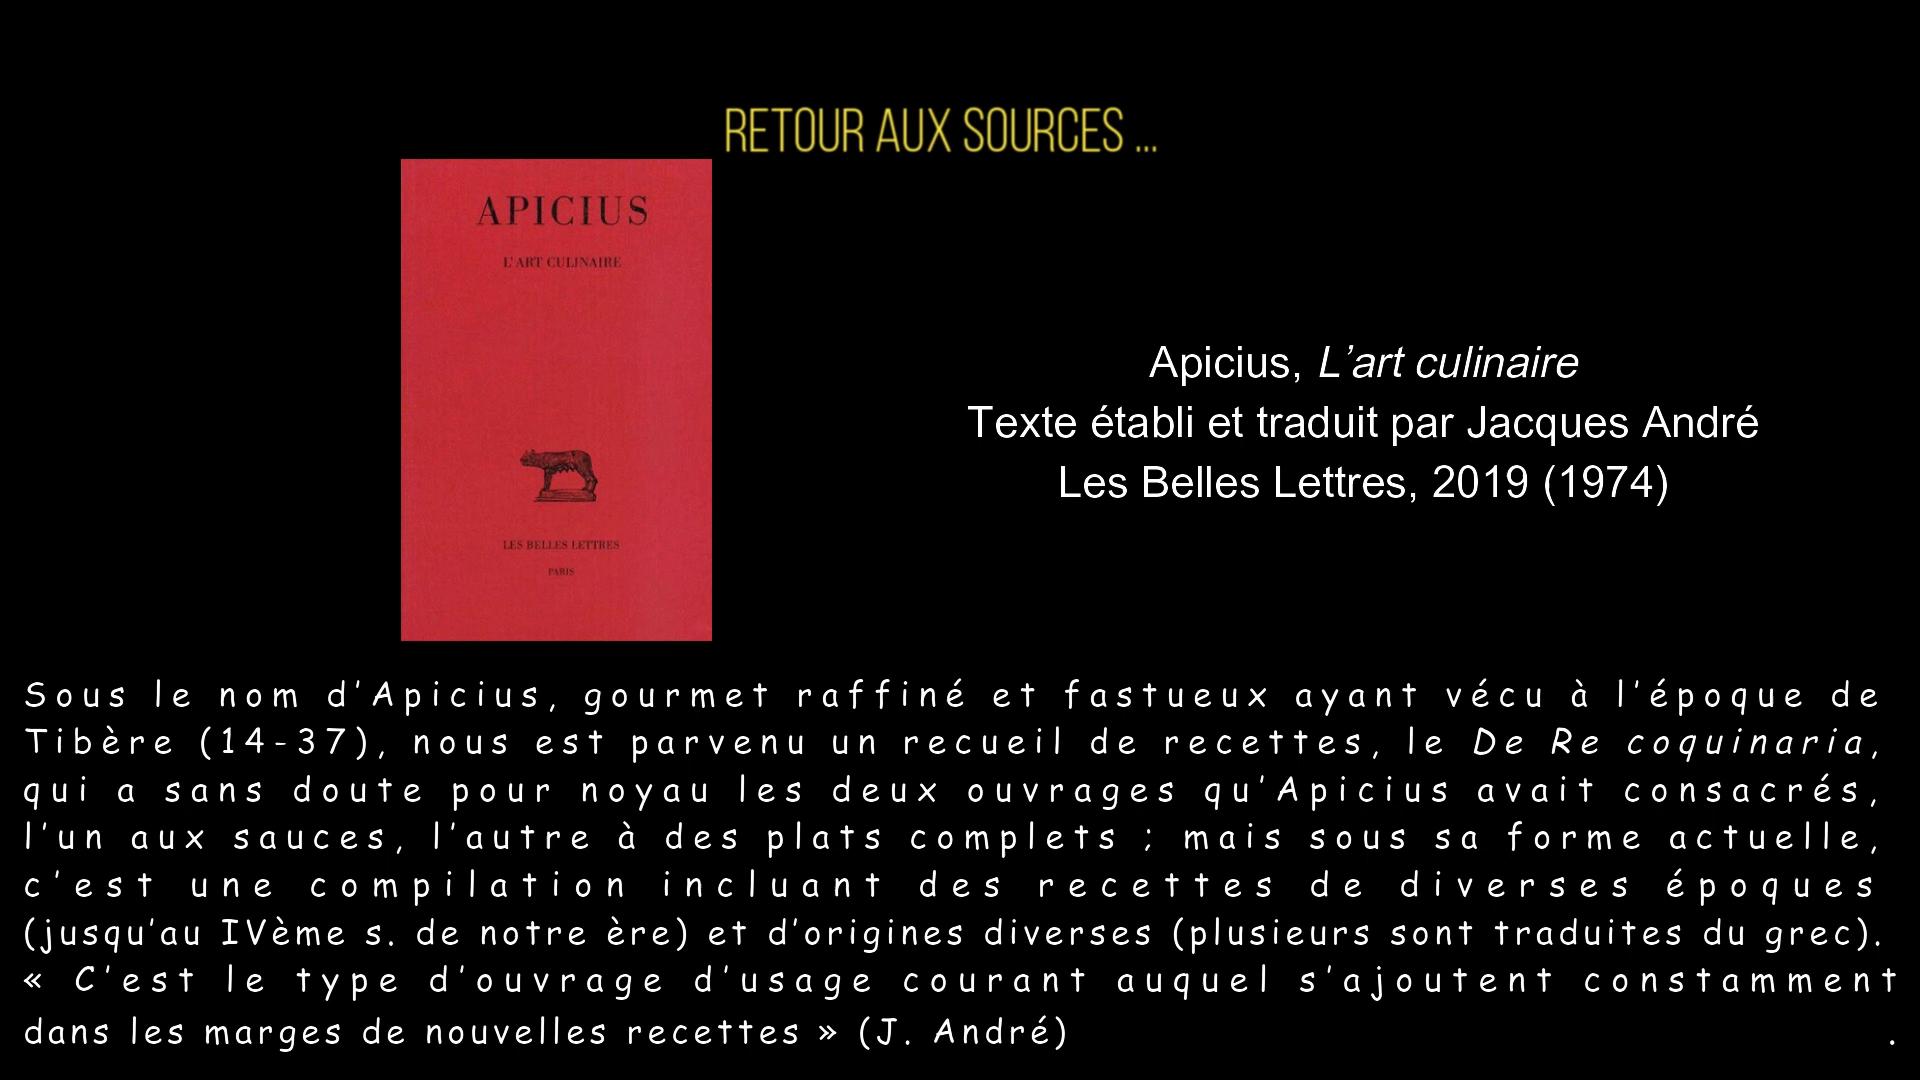 RETOUR AUX SOURCES ...
APICIUS
L'ART CULINAIRE
LES BELLES LETTRES
PARIS
Apicius, L’art culinaire
Texte établi et traduit par Jacques André
Les Belles Lettres, 2019 (1974)
Sous le nom d’Apicius, gourmet raffiné et fastueux ayant vécu à l’époque de
Tibère (14-37), nous est parvenu un recueil de recettes, le De Re coquinaria,
qui a sans doute pour noyau les deux ouvrages qu’Apicius avait consacrés,
l’un aux sauces, l’autre à des plats complets ; mais sous sa forme actuelle,
c’est une compilation incluant des recettes de diverses époques
(jusqu’au IVème s. de notre ère) et d’origines diverses (plusieurs sont traduites du grec).
« C’est le type d’ouvrage d’usage courant auquel s’ajoutent constamment
dans les marges de nouvelles recettes » (J. André) .